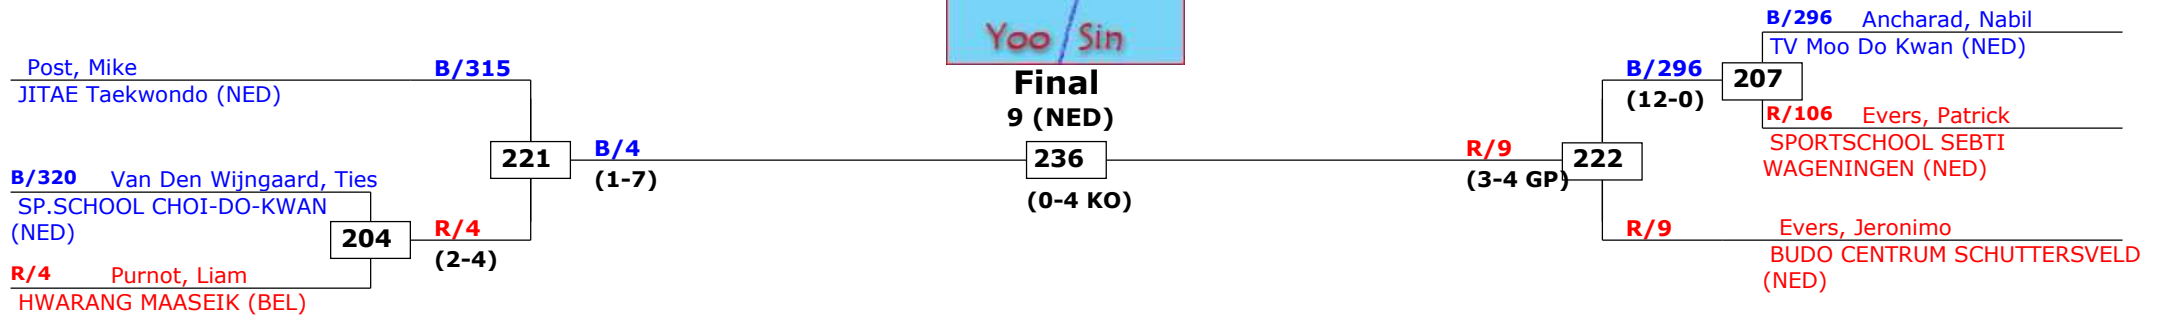 Yoo / Sin
Final
9 (NED)
236
(0-4 KO)
Post, Mike
JITAE Taekwondo (NED)
B/315
221
B/4
(1-7)
B/320 Van Den Wijngaard, Ties
SP.SCHOOL CHOI-DO-KWAN
(NED)
204
R/4
(2-4)
R/4 Purnot, Liam
HWARANG MAASEIK (BEL)
B/296 Ancharad, Nabil
TV Moo Do Kwan (NED)
B/296
(12-0)
207
R/106 Evers, Patrick
SPORTSCHOOL SEBTI
WAGENINGEN (NED)
R/9
(3-4 GP)
222
R/9
Evers, Jeronimo
BUDO CENTRUM SCHUTTERSVELD
(NED)